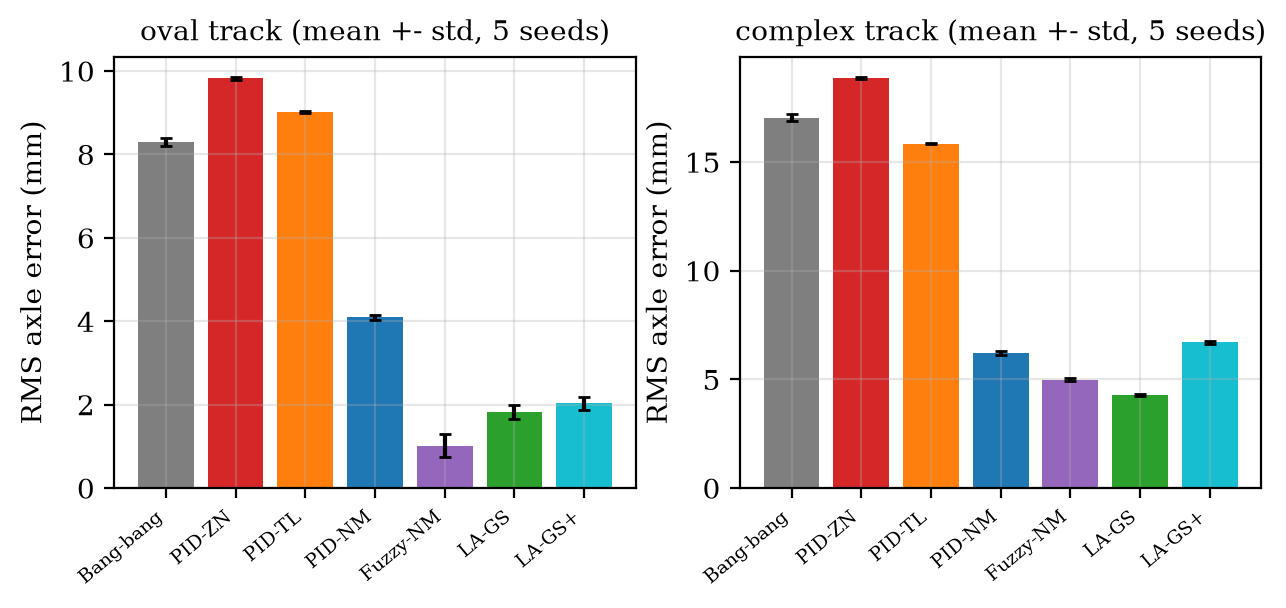 oval track (mean +- std, 5 seeds)
RMS axle error (mm)
10
8
6
4
2
0
Bang-bang
PID-ZN
PID-TL
PID-NM
Fuzzy-NM
LA-GS
LA-GS+
complex track (mean +- std, 5 seeds)
RMS axle error (mm)
15
10
5
0
Bang-bang
PID-ZN
PID-TL
PID-NM
Fuzzy-NM
LA-GS
LA-GS+